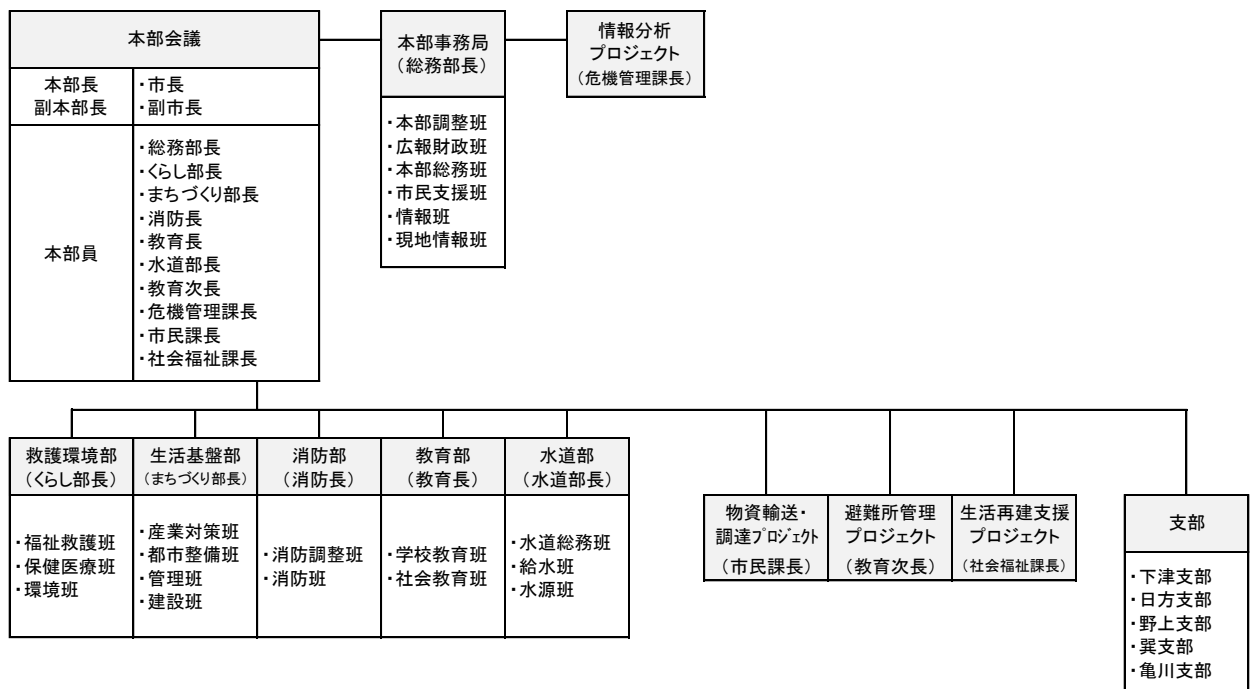 本部会議
本部長
副本部長
・市長
・副市長
本部員
・総務部長
・くらし部長
・まちづくり部長
・消防長
・教育長
・水道部長
・教育次長
・危機管理課長
・市民課長
・社会福祉課長
本部事務局
（総務部長）
・本部調整班
・広報財政班
・本部総務班
・市民支援班
・情報班
・現地情報班
情報分析
プロジェクト
（危機管理課長）
救護環境部
（くらし部長）
・福祉救護班
・保健医療班
・環境班
生活基盤部
（まちづくり部長）
・産業対策班
・都市整備班
・管理班
・建設班
消防部
（消防長）
・消防調整班
・消防班
教育部
（教育長）
・学校教育班
・社会教育班
水道部
（水道部長）
・水道総務班
・給水班
・水源班
物資輸送・
調達プロジェクト
（市民課長）
避難所管理
プロジェクト
（教育次長）
生活再建支援
プロジェクト
（社会福祉課長）
支部
・下津支部
・日方支部
・野上支部
・巽支部
・亀川支部